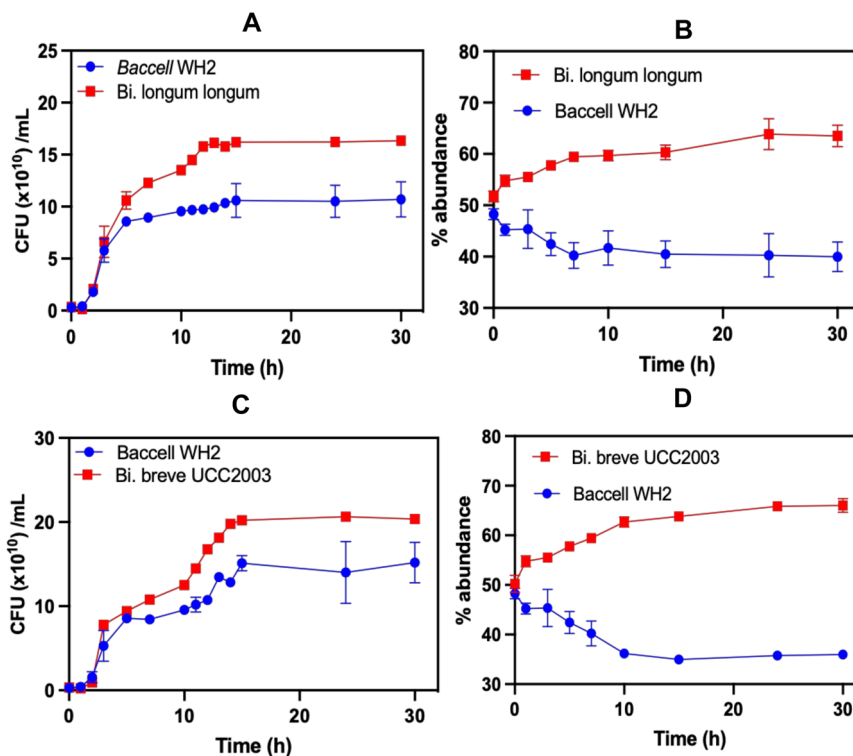 A
Baccell WH2
Bi. longum longum
CFU (x10¹⁰) /mL
25
20
15
10
5
0
0 10 20 30
Time (h)
B
Bi. longum longum
Baccell WH2
% abundance
80
70
60
50
40
30
0 10 20 30
Time (h)
C
Baccell WH2
Bi. breve UCC2003
CFU (x10¹⁰) /mL
30
20
10
0
0 10 20 30
Time (h)
D
Bi. breve UCC2003
Baccell WH2
% abundance
80
70
60
50
40
30
0 10 20 30
Time (h)